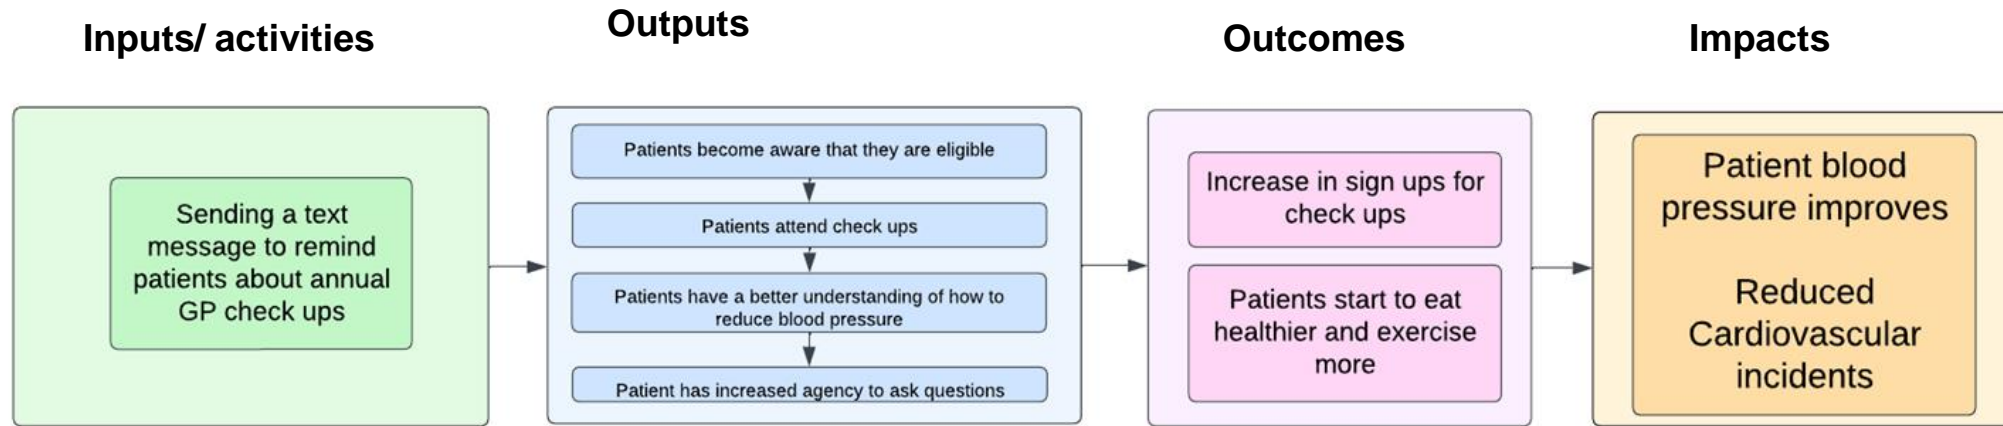 Inputs/ activities
Outputs
Outcomes
Impacts
Sending a text
message to remind
patients about annual
GP check ups
Patients become aware that they are eligible
Patients attend check ups
Patients have a better understanding of how to
reduce blood pressure
Patient has increased agency to ask questions
Increase in sign ups for
check ups
Patients start to eat
healthier and exercise
more
Patient blood
pressure improves
Reduced
Cardiovascular
incidents